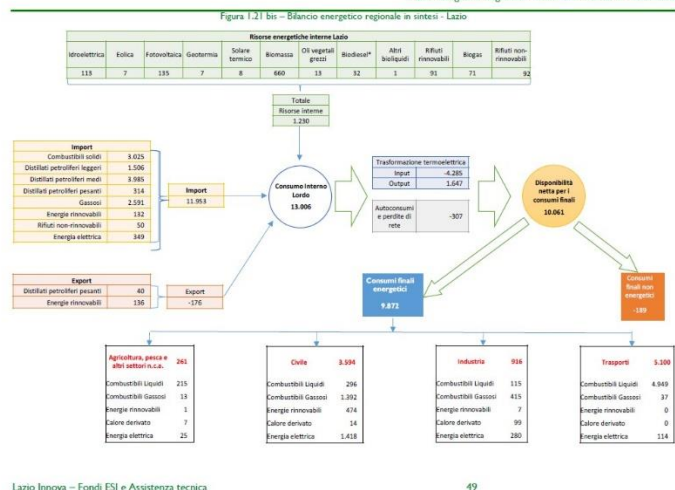 Figura 1.21 bis – Bilancio energetico regionale in sintesi - Lazio
Risorse energetiche interne Lazio
Idroelettrica Eolica Fotovoltaica Geotermia Solare termico Biomassa Oli vegetali grezzi Biodiesel* Altri bioliquidi Rifiuti rinnovabili Biogas Rifiuti non-rinnovabili
113 7 135 7 8 660 13 32 1 91 71 92
Totale
Risorse interne
1.230
Import
Combustibili solidi 3.025
Distillati petroliferi leggeri 1.506
Distillati petroliferi medi 3.985
Distillati petroliferi pesanti 314
Gassosi 2.591
Energie rinnovabili 132
Rifiuti non-rinnovabili 50
Energia elettrica 349
Import
11.953
Consumo Interno
Lordo
13.006
Trasformazione termoelettrica
Input -4.285
Output 1.647
Autoconsumi
e perdite di
rete
-307
Disponibilità
netta per i
consumi finali
10.061
Export
Distillati petroliferi pesanti 40
Energie rinnovabili 136
Export
-176
Consumi finali
energetici
9.872
Consumi
finali non
energetici
-189
Agricoltura, pesca e
altri settori n.c.a. 261
Combustibili Liquidi 215
Combustibili Gassosi 13
Energie rinnovabili 1
Calore derivato 7
Energia elettrica 25
Civile 3.594
Combustibili Liquidi 296
Combustibili Gassosi 1.392
Energie rinnovabili 474
Calore derivato 14
Energia elettrica 1.418
Industria 916
Combustibili Liquidi 115
Combustibili Gassosi 415
Energie rinnovabili 7
Calore derivato 99
Energia elettrica 280
Trasporti 5.100
Combustibili Liquidi 4.949
Combustibili Gassosi 37
Energie rinnovabili 0
Calore derivato 0
Energia elettrica 114
Lazio Innova – Fondi ESI e Assistenza tecnica
49